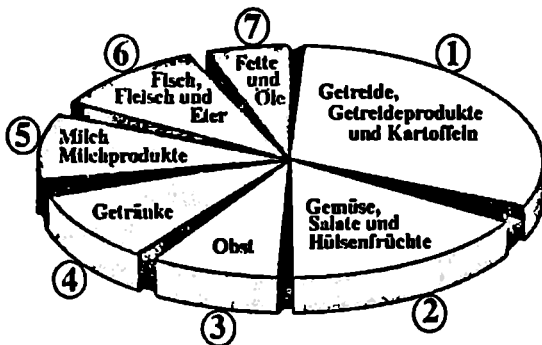 1
Getreide,
Getreideprodukte
und Kartoffeln
2
Gemüse,
Salate und
Hülsenfrüchte
3
Obst
4
Getränke
5
Milch
Milchprodukte
6
Fisch,
Fleisch und
Eier
7
Fette
und
Öle